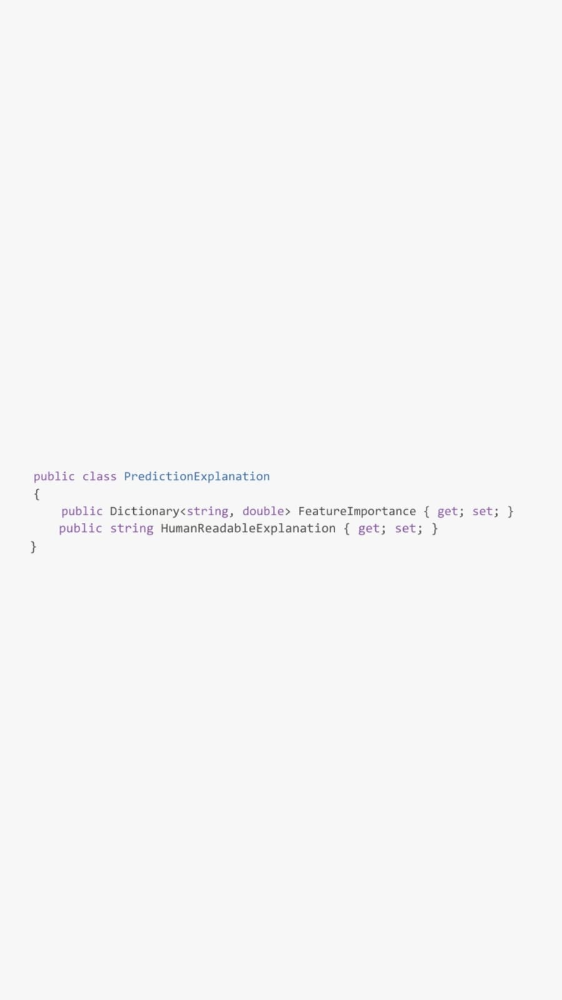 public class PredictionExplanation
{
    public Dictionary<string, double> FeatureImportance { get; set; }
    public string HumanReadableExplanation { get; set; }
}